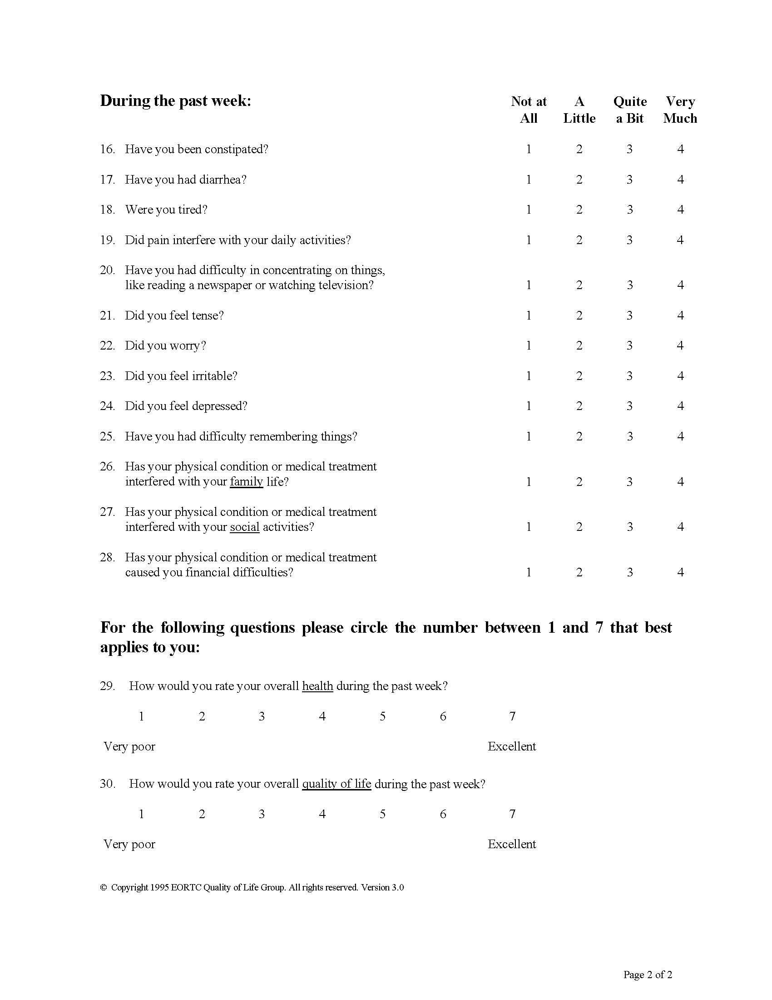 During the past week: Not at A Quite Very
All Little a Bit Much
16. Have you been constipated? 1 2 3 4
17. Have you had diarrhea? 1 2 3 4
18. Were you tired? 1 2 3 4
19. Did pain interfere with your daily activities? 1 2 3 4
20. Have you had difficulty in concentrating on things,
like reading a newspaper or watching television? 1 2 3 4
21. Did you feel tense? 1 2 3 4
22. Did you worry? 1 2 3 4
23. Did you feel irritable? 1 2 3 4
24. Did you feel depressed? 1 2 3 4
25. Have you had difficulty remembering things? 1 2 3 4
26. Has your physical condition or medical treatment
interfered with your family life? 1 2 3 4
27. Has your physical condition or medical treatment
interfered with your social activities? 1 2 3 4
28. Has your physical condition or medical treatment
caused you financial difficulties? 1 2 3 4
For the following questions please circle the number between 1 and 7 that best
applies to you:
29. How would you rate your overall health during the past week?
1 2 3 4 5 6 7
Very poor Excellent
30. How would you rate your overall quality of life during the past week?
1 2 3 4 5 6 7
Very poor Excellent
© Copyright 1995 EORTC Quality of Life Group. All rights reserved. Version 3.0
Page 2 of 2